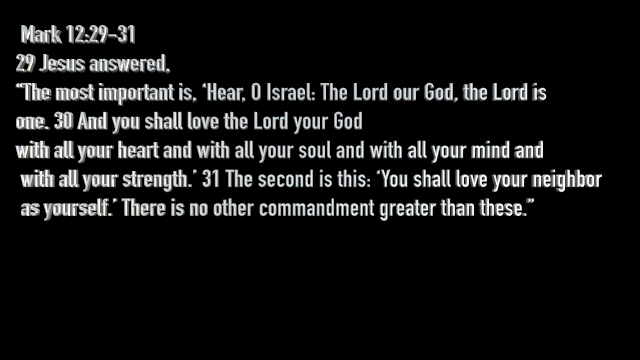 Mark 12:29-31
29 Jesus answered,
“The most important is, ‘Hear, O Israel: The Lord our God, the Lord is
one. 30 And you shall love the Lord your God
with all your heart and with all your soul and with all your mind and
with all your strength.’ 31 The second is this: ‘You shall love your neighbor
as yourself.’ There is no other commandment greater than these.”